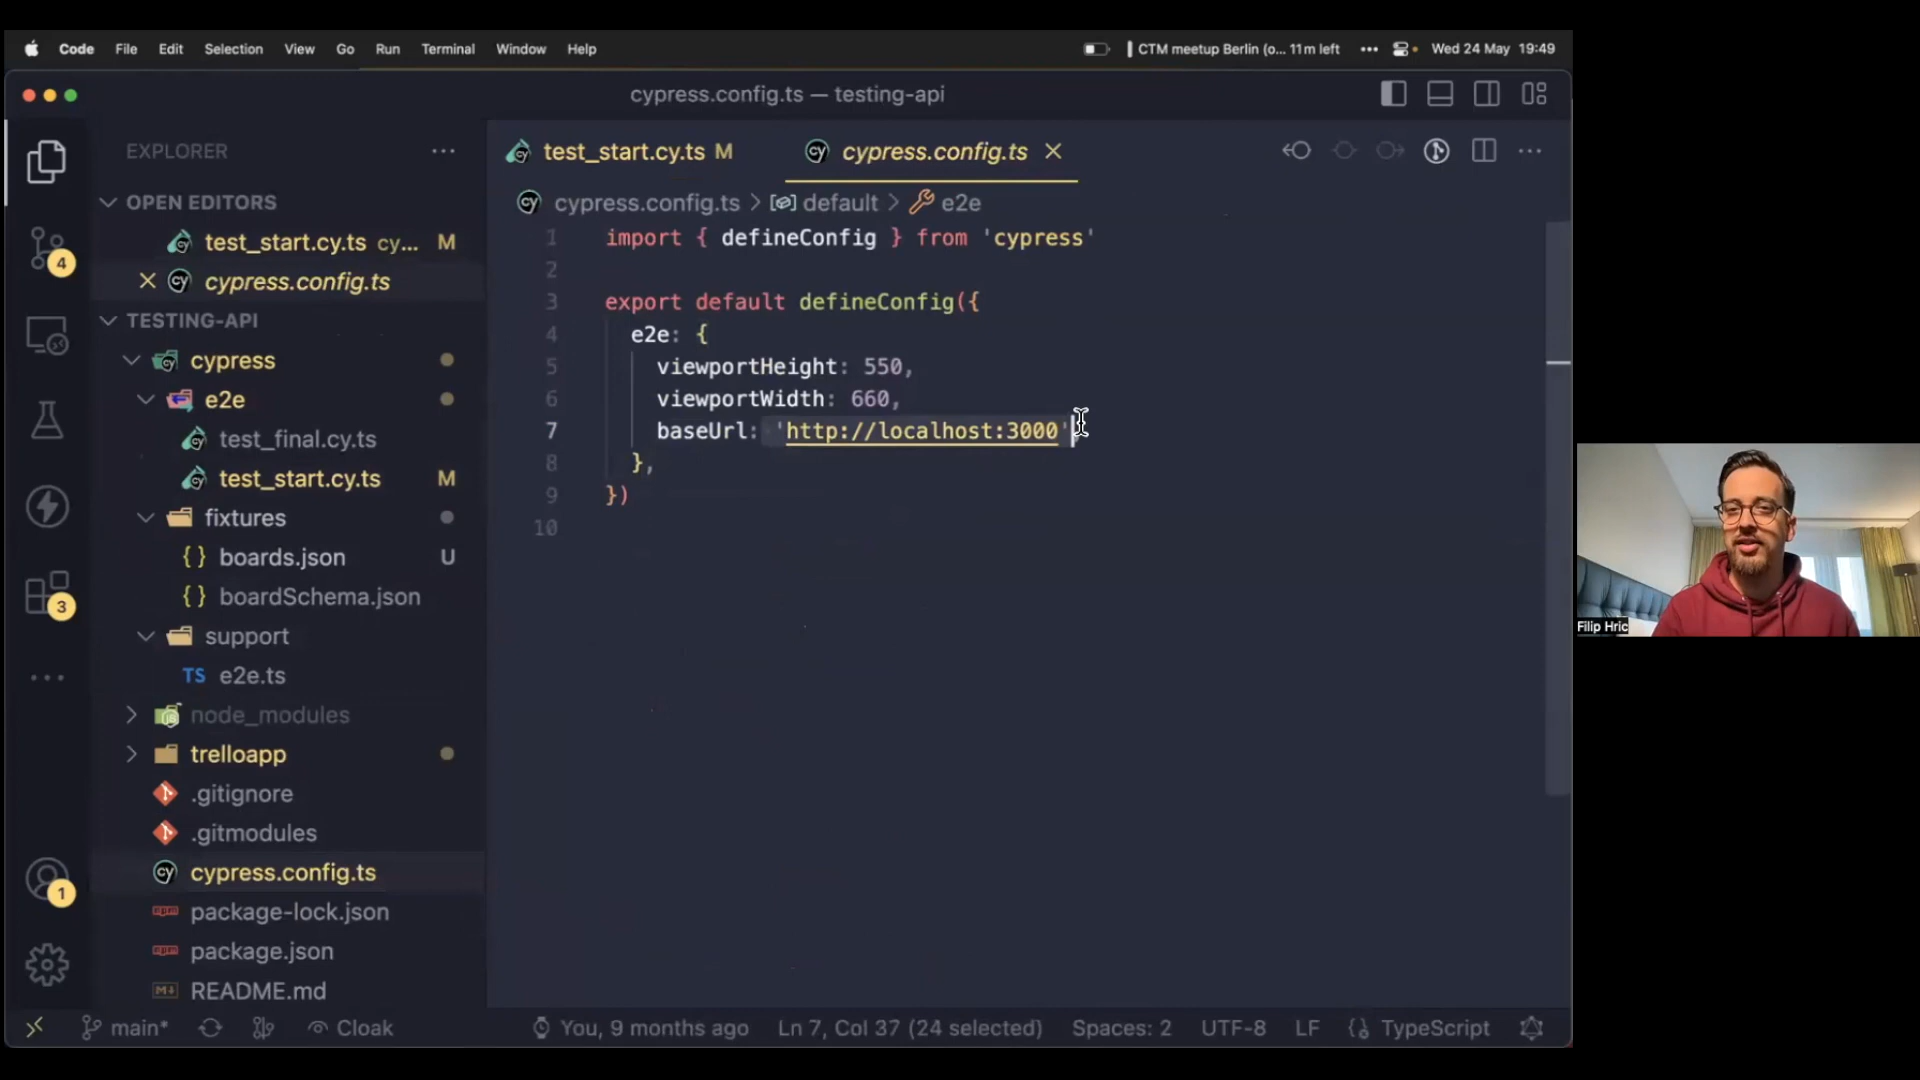 Code File Edit Selection View Go Run Terminal Window Help CTM meetup Berlin (o... 11m left ••• Wed 24 May 19:49
cypress.config.ts — testing-api
EXPLORER
OPEN EDITORS
test_start.cy.ts cy... M
cypress.config.ts
TESTING-API
cypress
e2e
test_final.cy.ts
test_start.cy.ts M
fixtures
boards.json U
boardSchema.json
support
TS e2e.ts
node_modules
trelloapp
.gitignore
.gitmodules
cypress.config.ts
package-lock.json
package.json
README.md
4
3
1
test_start.cy.ts M
cypress.config.ts
cypress.config.ts > default > e2e
1 import { defineConfig } from 'cypress'
2
3 export default defineConfig({
4 e2e: {
5 viewportHeight: 550,
6 viewportWidth: 660,
7 baseUrl: 'http://localhost:3000'
8 },
9 })
10
main* Cloak You, 9 months ago Ln 7, Col 37 (24 selected) Spaces: 2 UTF-8 LF TypeScript
Filip Hric